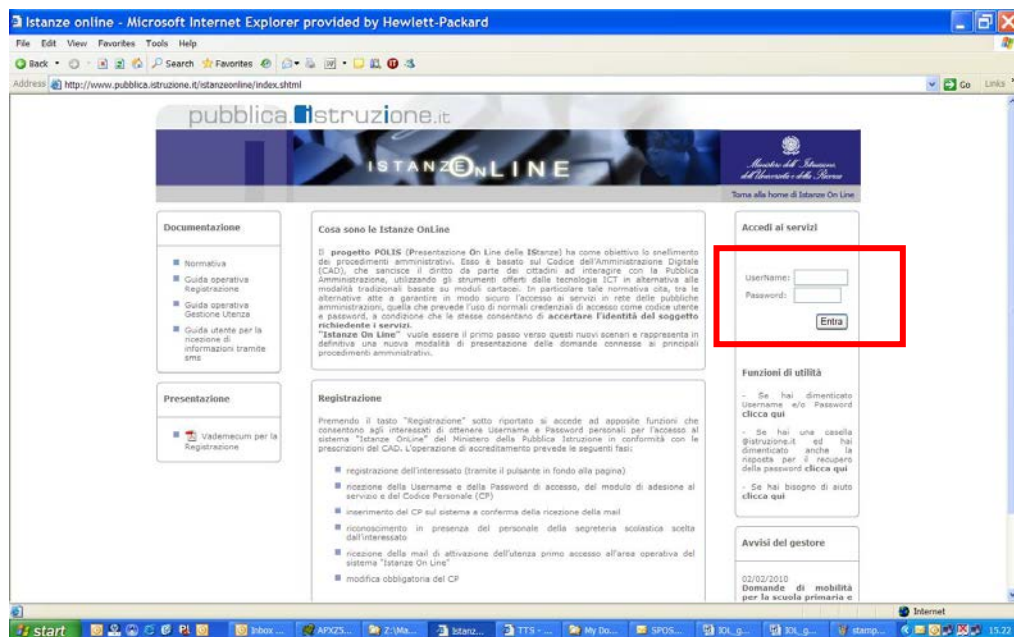 Istanze online - Microsoft Internet Explorer provided by Hewlett-Packard
File Edit View Favorites Tools Help
Back Search Favorites
Address http://www.pubblica.istruzione.it/istanzeonline/index.shtml Go Links
pubblica.istruzione.it
ISTANZE ON LINE
Ministero dell'Istruzione,
dell'Università e della Ricerca
Torna alla home di Istanze On Line
Documentazione
Normativa
Guida operativa
Registrazione
Guida operativa
Gestione Utenza
Guida utente per la
ricezione di
informazioni tramite
sms
Presentazione
Vademecum per la
Registrazione
Cosa sono le Istanze OnLine
Il progetto POLIS (Presentazione On Line delle IStanze) ha come obiettivo lo snellimento
dei procedimenti amministrativi. Esso è basato sul Codice dell'Amministrazione Digitale
(CAD), che sancisce il diritto da parte dei cittadini ad interagire con la Pubblica
Amministrazione, utilizzando gli strumenti offerti dalle tecnologie ICT in alternativa alle
modalità tradizionali basate su moduli cartacei. In particolare tale normativa cita, tra le
alternative atte a garantire in modo sicuro l'accesso ai servizi in rete delle pubbliche
amministrazioni, quella che prevede l'uso di normali credenziali di accesso come codice utente
e password, a condizione che le stesse consentano di accertare l'identità del soggetto
richiedente i servizi.
"Istanze On Line" vuole essere il primo passo verso questi nuovi scenari e rappresenta in
definitiva una nuova modalità di presentazione delle domande connesse ai principali
procedimenti amministrativi.
Registrazione
Premendo il tasto "Registrazione" sotto riportato si accede ad apposite funzioni che
consentono agli interessati di ottenere Username e Password personali per l'accesso al
sistema "Istanze OnLine" del Ministero della Pubblica Istruzione in conformità con le
prescrizioni del CAD. L'operazione di accreditamento prevede le seguenti fasi:
registrazione dell'interessato (tramite il pulsante in fondo alla pagina)
ricezione della Username e della Password di accesso, del modulo di adesione al
servizio e del Codice Personale (CP)
inserimento del CP sul sistema a conferma della ricezione della mail
riconoscimento in presenza del personale della segreteria scolastica scelta
dall'interessato
ricezione della mail di attivazione dell'utenza primo accesso all'area operativa del
sistema "Istanze On Line"
modifica obbligatoria del CP
Accedi ai servizi
UserName:
Password:
Entra
Funzioni di utilità
- Se hai dimenticato
Username e/o Password
clicca qui
- Se hai una casella
@istruzione.it ed hai
dimenticato anche la
risposta per il recupero
della password clicca qui
- Se hai bisogno di aiuto
clicca qui
Avvisi del gestore
02/02/2010
Domande di mobilità
per la scuola primaria e
Internet
start Inbox ... APXZ5... Z:\Ma... Istanz... TTS - ... My Do... SPOS... IOL_g... IOL_g... stamp... 15.22